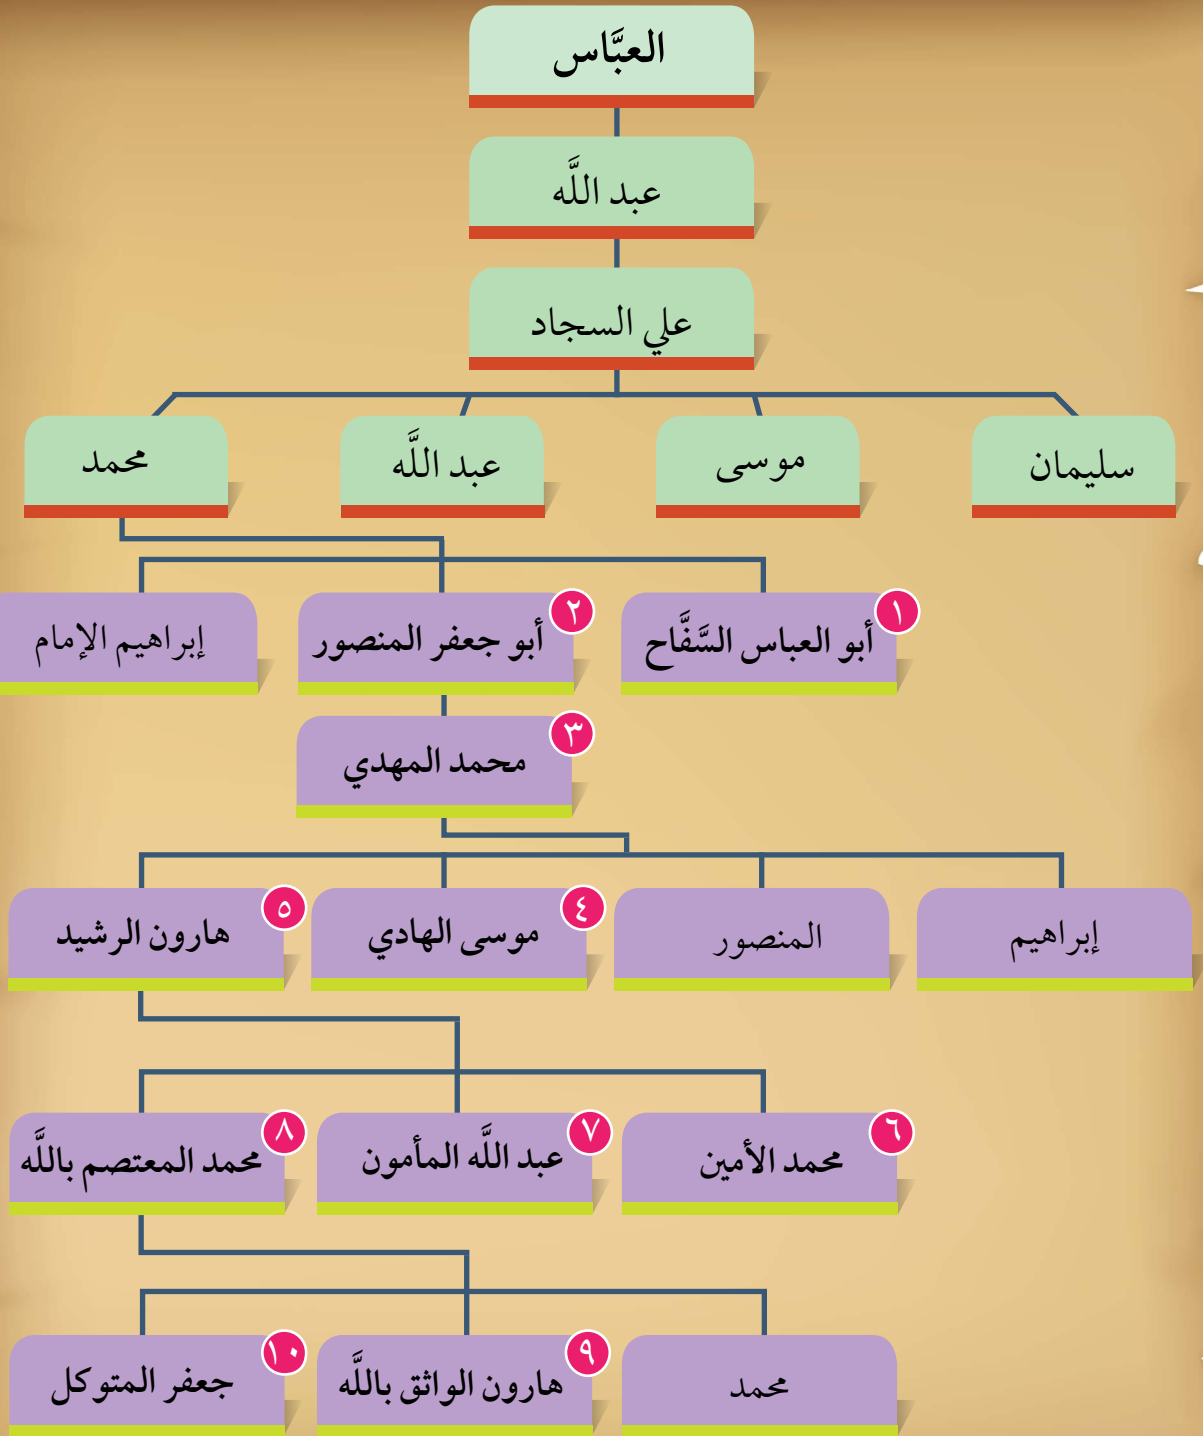 العبَّاس
عبد اللَّه
علي السجاد
سليمان
موسى
عبد اللَّه
محمد
١
أبو العباس السَّفَّاح
٢
أبو جعفر المنصور
إبراهيم الإمام
٣
محمد المهدي
إبراهيم
المنصور
٤
موسى الهادي
٥
هارون الرشيد
٦
محمد الأمين
٧
عبد اللَّه المأمون
٨
محمد المعتصم باللَّه
محمد
٩
هارون الواثق باللَّه
١٠
جعفر المتوكل